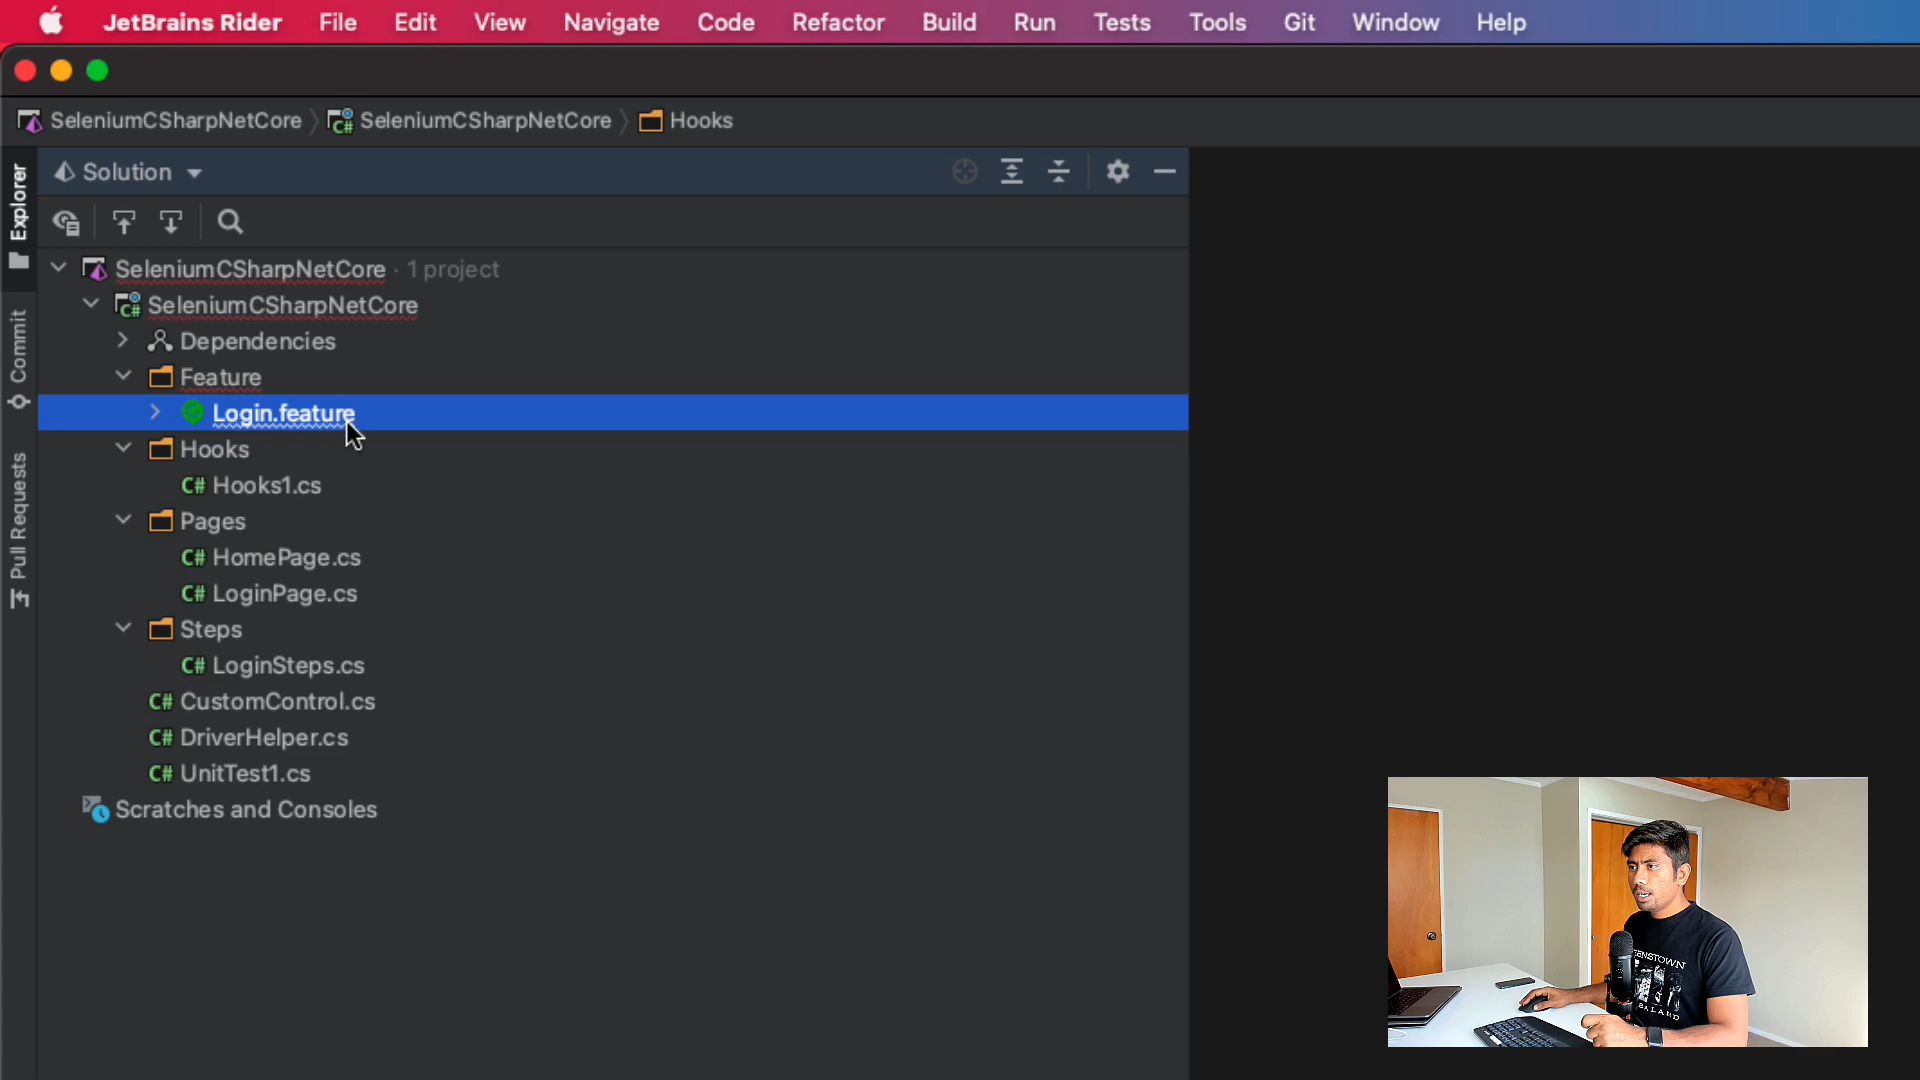 JetBrains Rider File Edit View Navigate Code Refactor Build Run Tests Tools Git Window Help
SeleniumCSharpNetCore SeleniumCSharpNetCore Hooks
Explorer
Commit
Pull Requests
Solution
SeleniumCSharpNetCore · 1 project
C# SeleniumCSharpNetCore
Dependencies
Feature
Login.feature
Hooks
C# Hooks1.cs
Pages
C# HomePage.cs
C# LoginPage.cs
Steps
C# LoginSteps.cs
C# CustomControl.cs
C# DriverHelper.cs
C# UnitTest1.cs
Scratches and Consoles